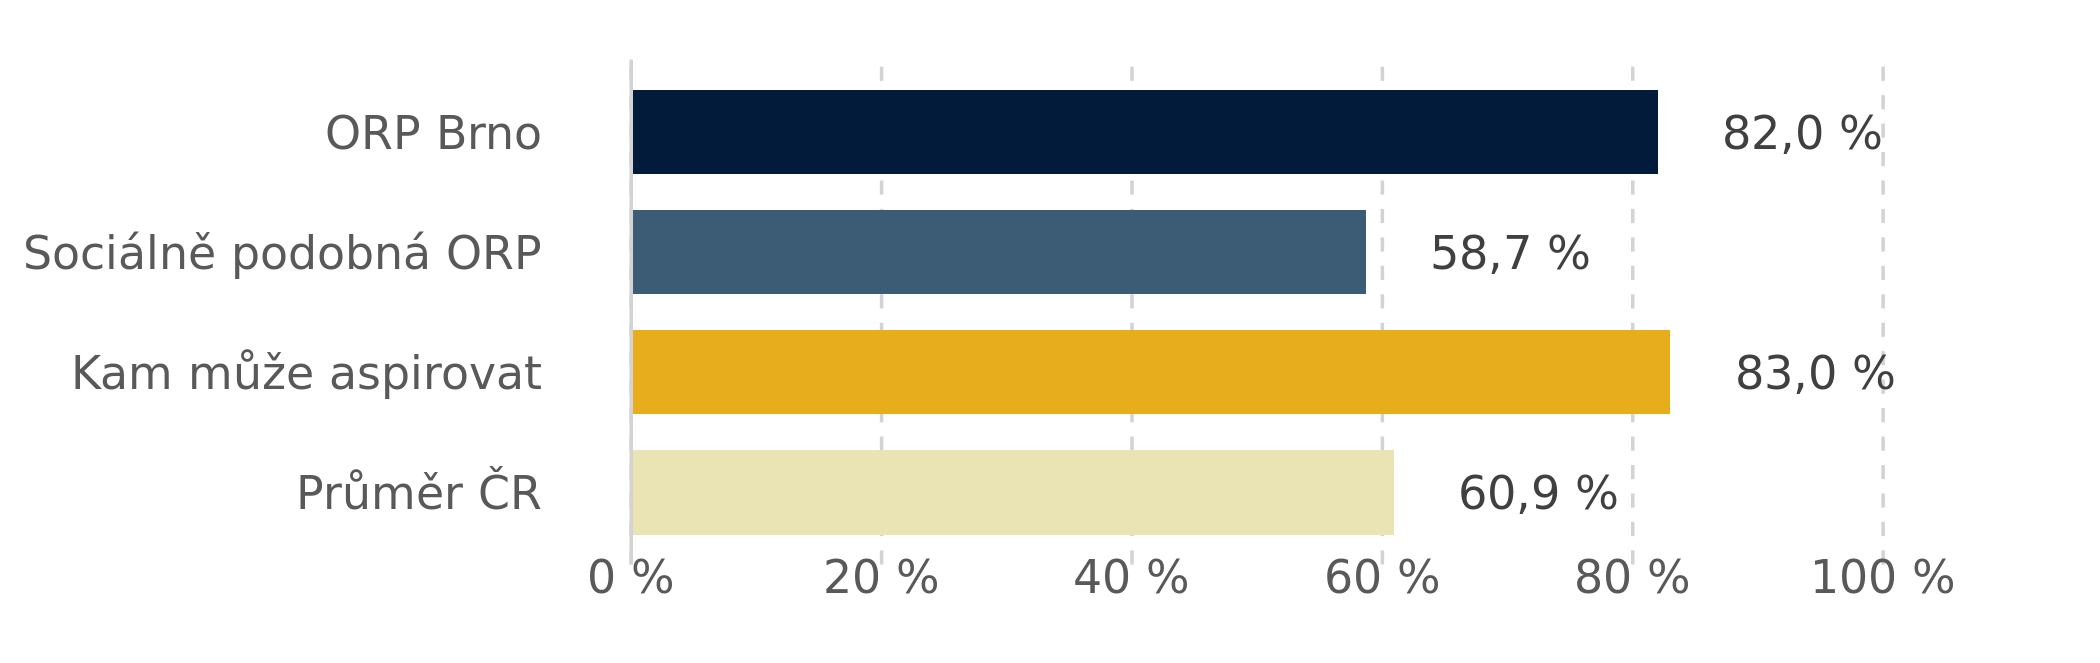 ORP Brno 82,0 %
Sociálně podobná ORP 58,7 %
Kam může aspirovat 83,0 %
Průměr ČR 60,9 %
0 % 20 % 40 % 60 % 80 % 100 %